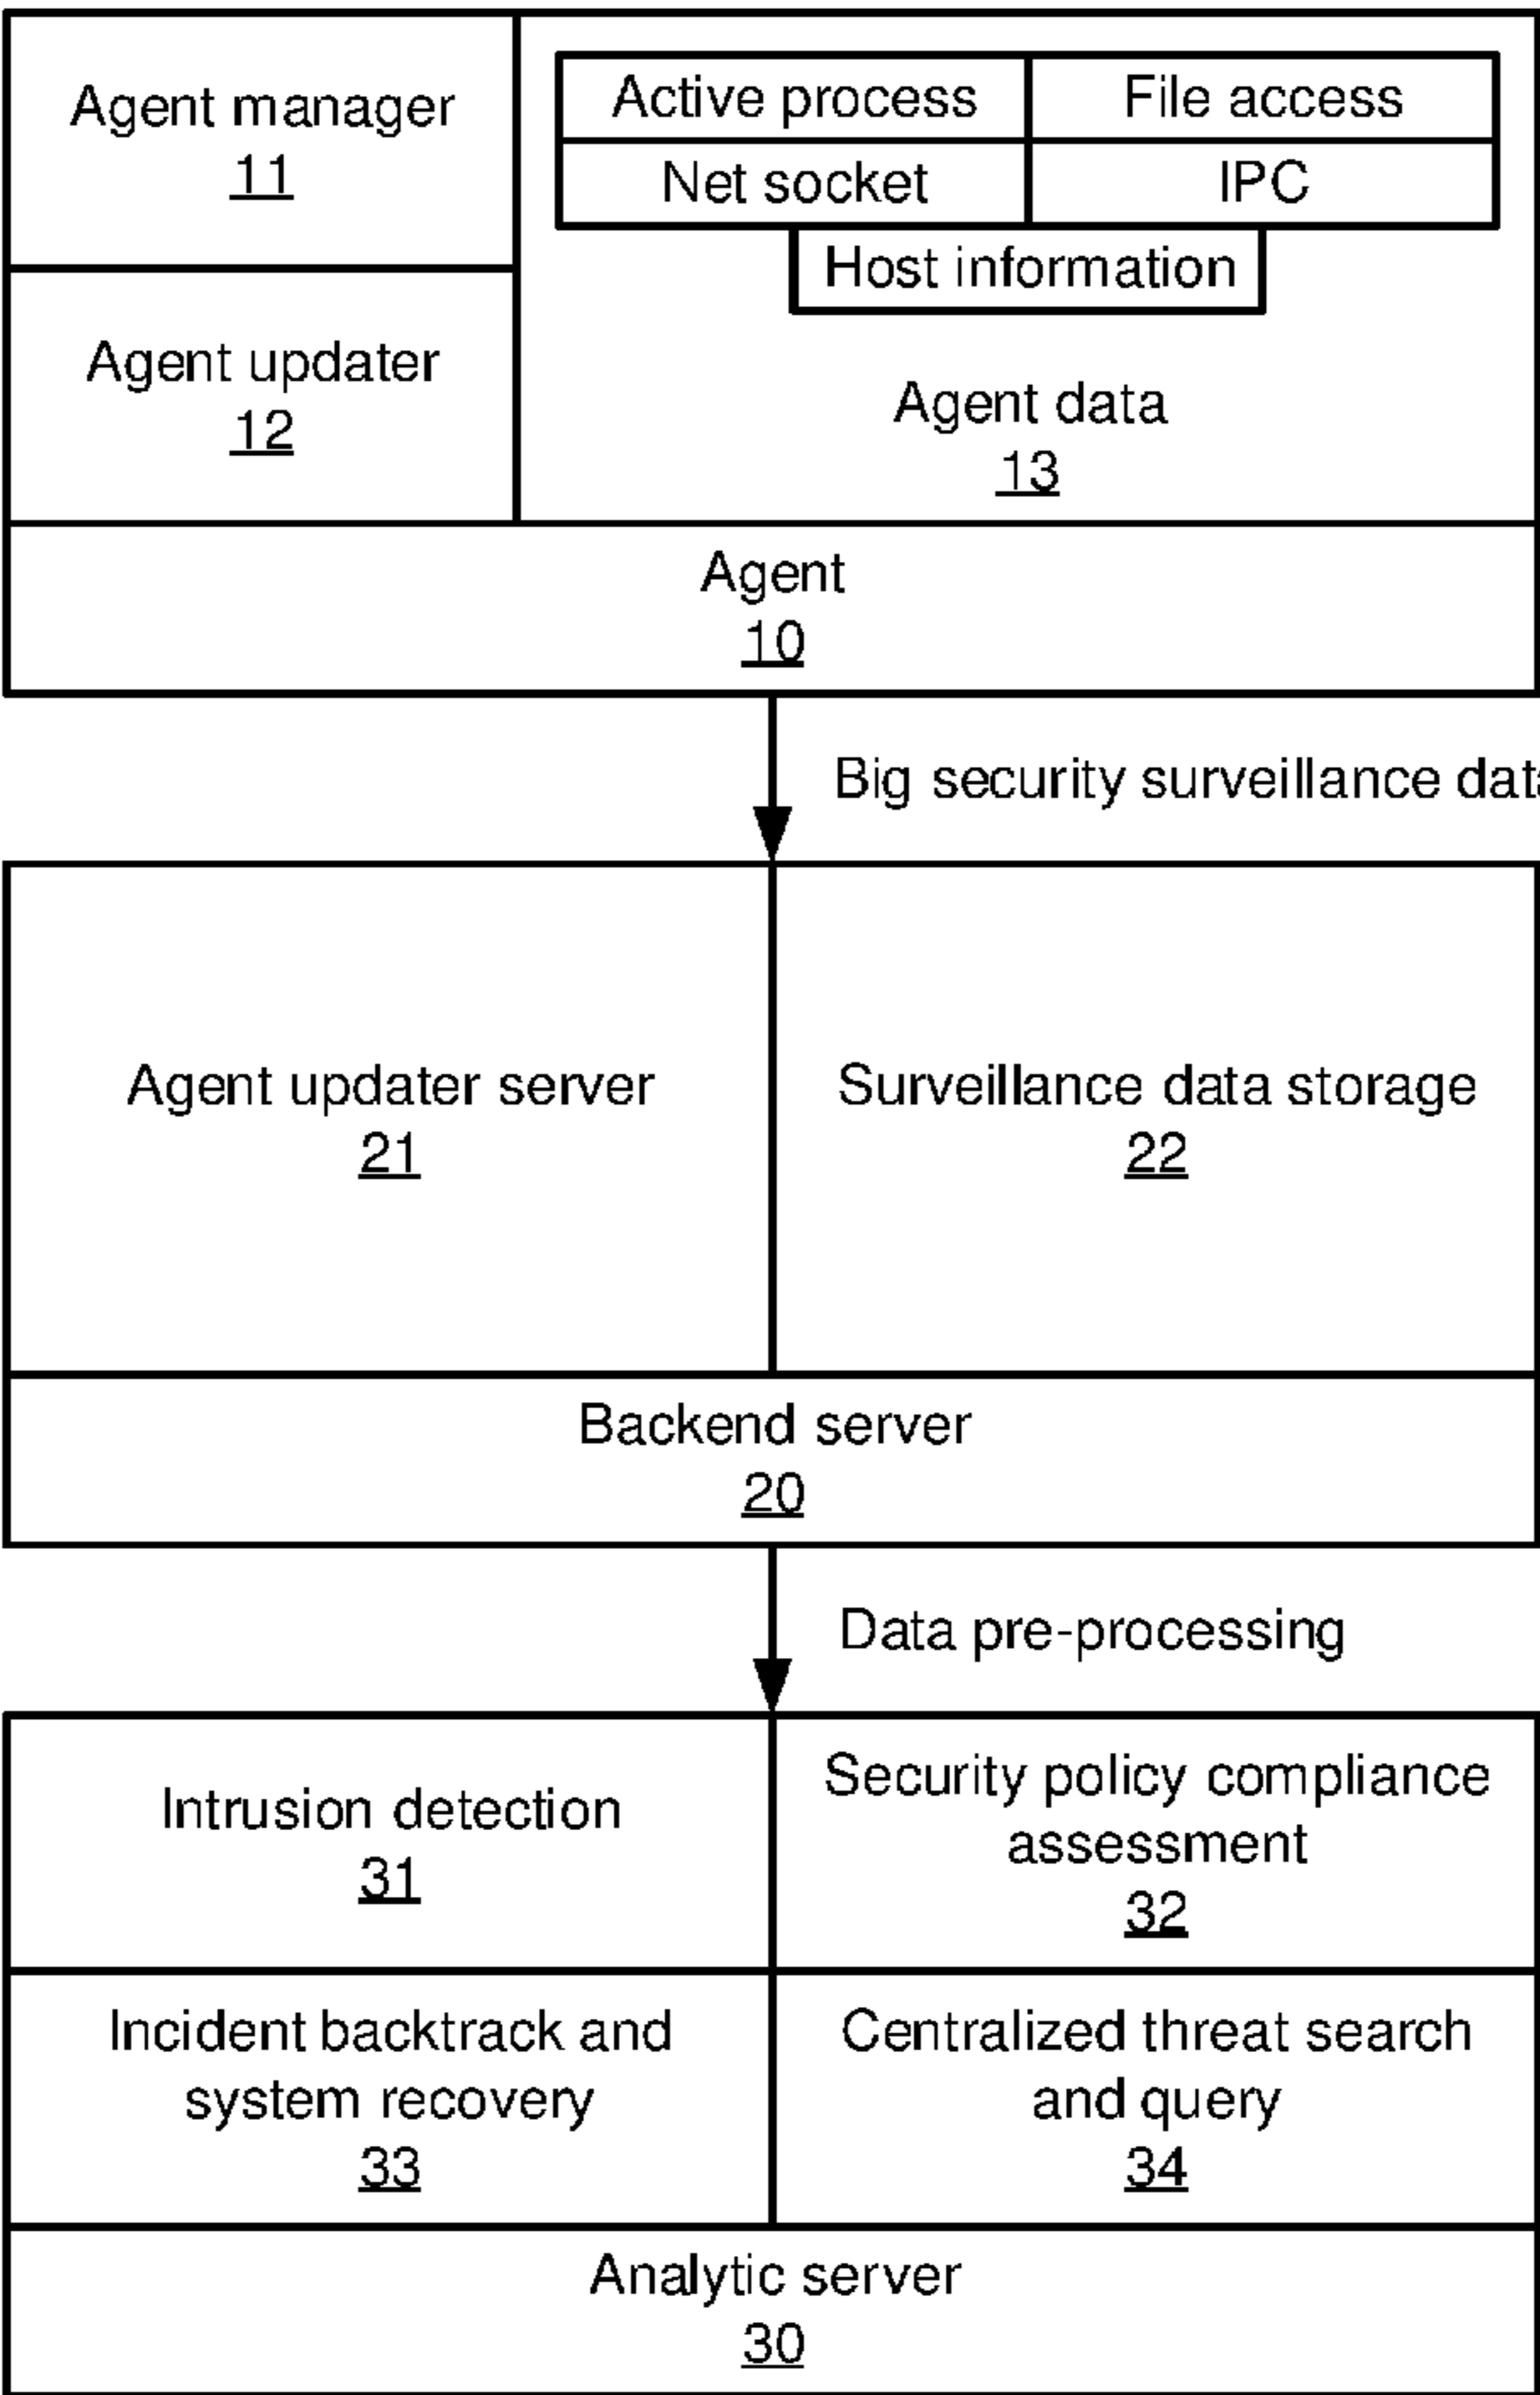 Agent manager
11
Active process
File access
Net socket
IPC
Host information
Agent updater
12
Agent data
13
Agent
10
Big security surveillance data
Agent updater server
21
Surveillance data storage
22
Backend server
20
Data pre-processing
Intrusion detection
31
Security policy compliance
assessment
32
Incident backtrack and
system recovery
33
Centralized threat search
and query
34
Analytic server
30